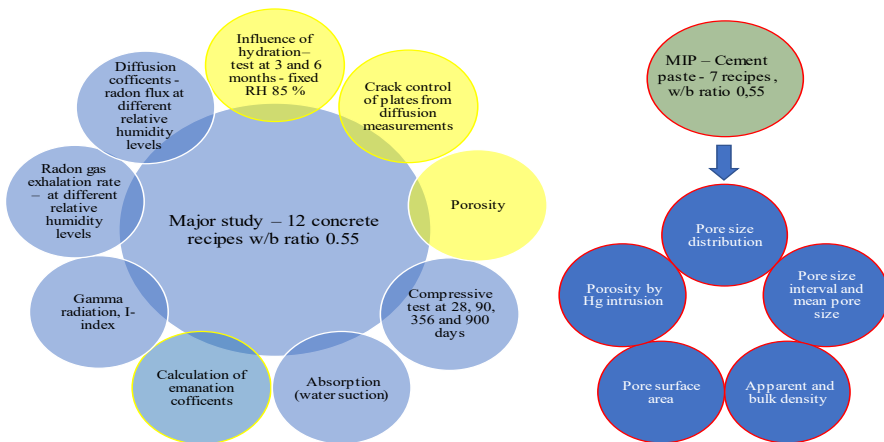 Influence of
hydration–
test at 3 and 6
months - fixed
RH 85 %
Crack control
of plates from
diffusion
measurements
Porosity
Compressive
test at 28, 90,
356 and 900
days
Absorption
(water suction)
Calculation of
emanation
cofficents
Gamma
radiation, I-
index
Radon gas
exhalation rate
– at different
relative
humidity
levels
Diffusion
cofficents -
radon flux at
different
relative
humidity
levels
Major study – 12 concrete
recipes w/b ratio 0.55
MIP – Cement
paste - 7 recipes ,
w/b ratio 0,55
Pore size
distribution
Pore size
interval and
mean pore
size
Apparent and
bulk density
Pore surface
area
Porosity by
Hg intrusion